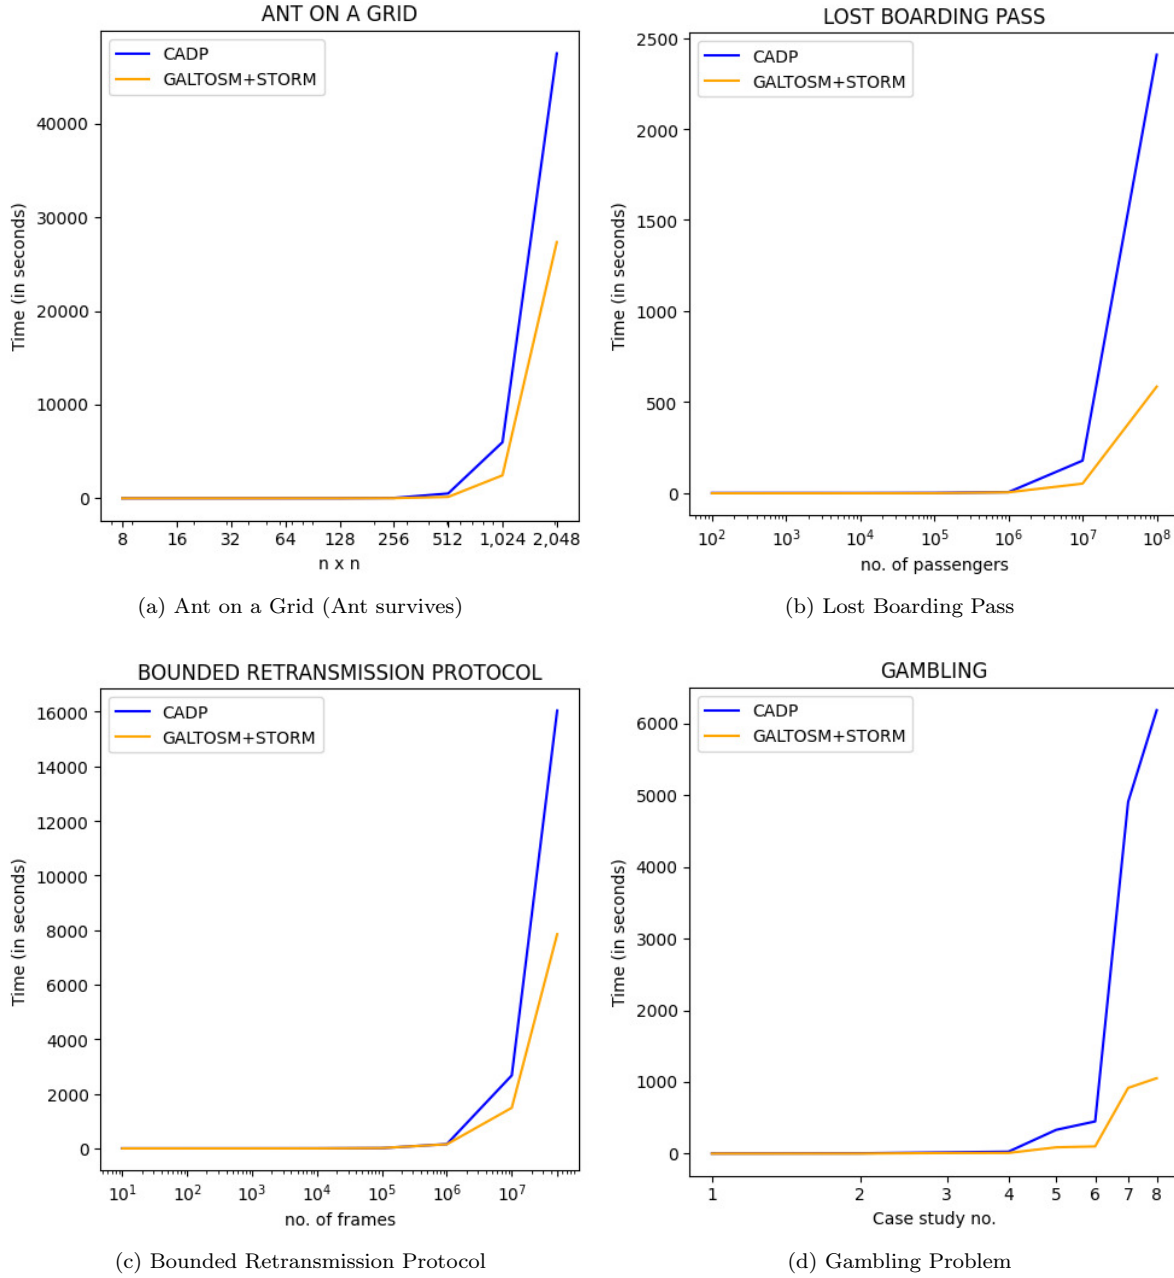 ANT ON A GRID
CADP
GALTOSM+STORM
Time (in seconds)
40000
30000
20000
10000
0
8 16 32 64 128 256 512 1,024 2,048
n x n
(a) Ant on a Grid (Ant survives)
LOST BOARDING PASS
CADP
GALTOSM+STORM
Time (in seconds)
2500
2000
1500
1000
500
0
10² 10³ 10⁴ 10⁵ 10⁶ 10⁷ 10⁸
no. of passengers
(b) Lost Boarding Pass
BOUNDED RETRANSMISSION PROTOCOL
CADP
GALTOSM+STORM
Time (in seconds)
16000
14000
12000
10000
8000
6000
4000
2000
0
10¹ 10² 10³ 10⁴ 10⁵ 10⁶ 10⁷
no. of frames
(c) Bounded Retransmission Protocol
GAMBLING
CADP
GALTOSM+STORM
Time (in seconds)
6000
5000
4000
3000
2000
1000
0
1 2 3 4 5 6 7 8
Case study no.
(d) Gambling Problem